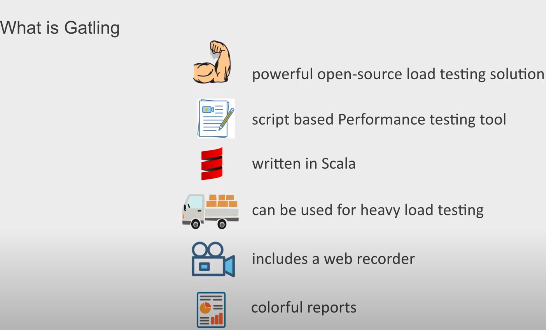 What is Gatling
powerful open-source load testing solution
script based Performance testing tool
written in Scala
can be used for heavy load testing
includes a web recorder
colorful reports